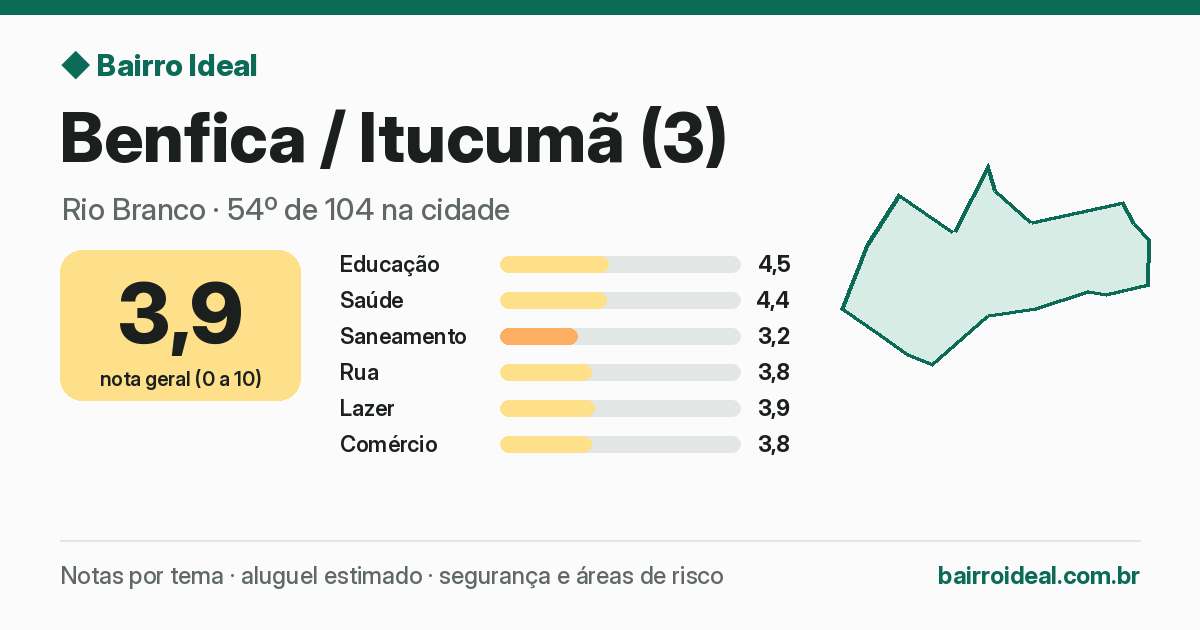 Bairro Ideal
Benfica / Itucumã (3)
Rio Branco · 54º de 104 na cidade
3,9
nota geral (0 a 10)
Educação 4,5
Saúde 4,4
Saneamento 3,2
Rua 3,8
Lazer 3,9
Comércio 3,8
Notas por tema · aluguel estimado · segurança e áreas de risco
bairroideal.com.br